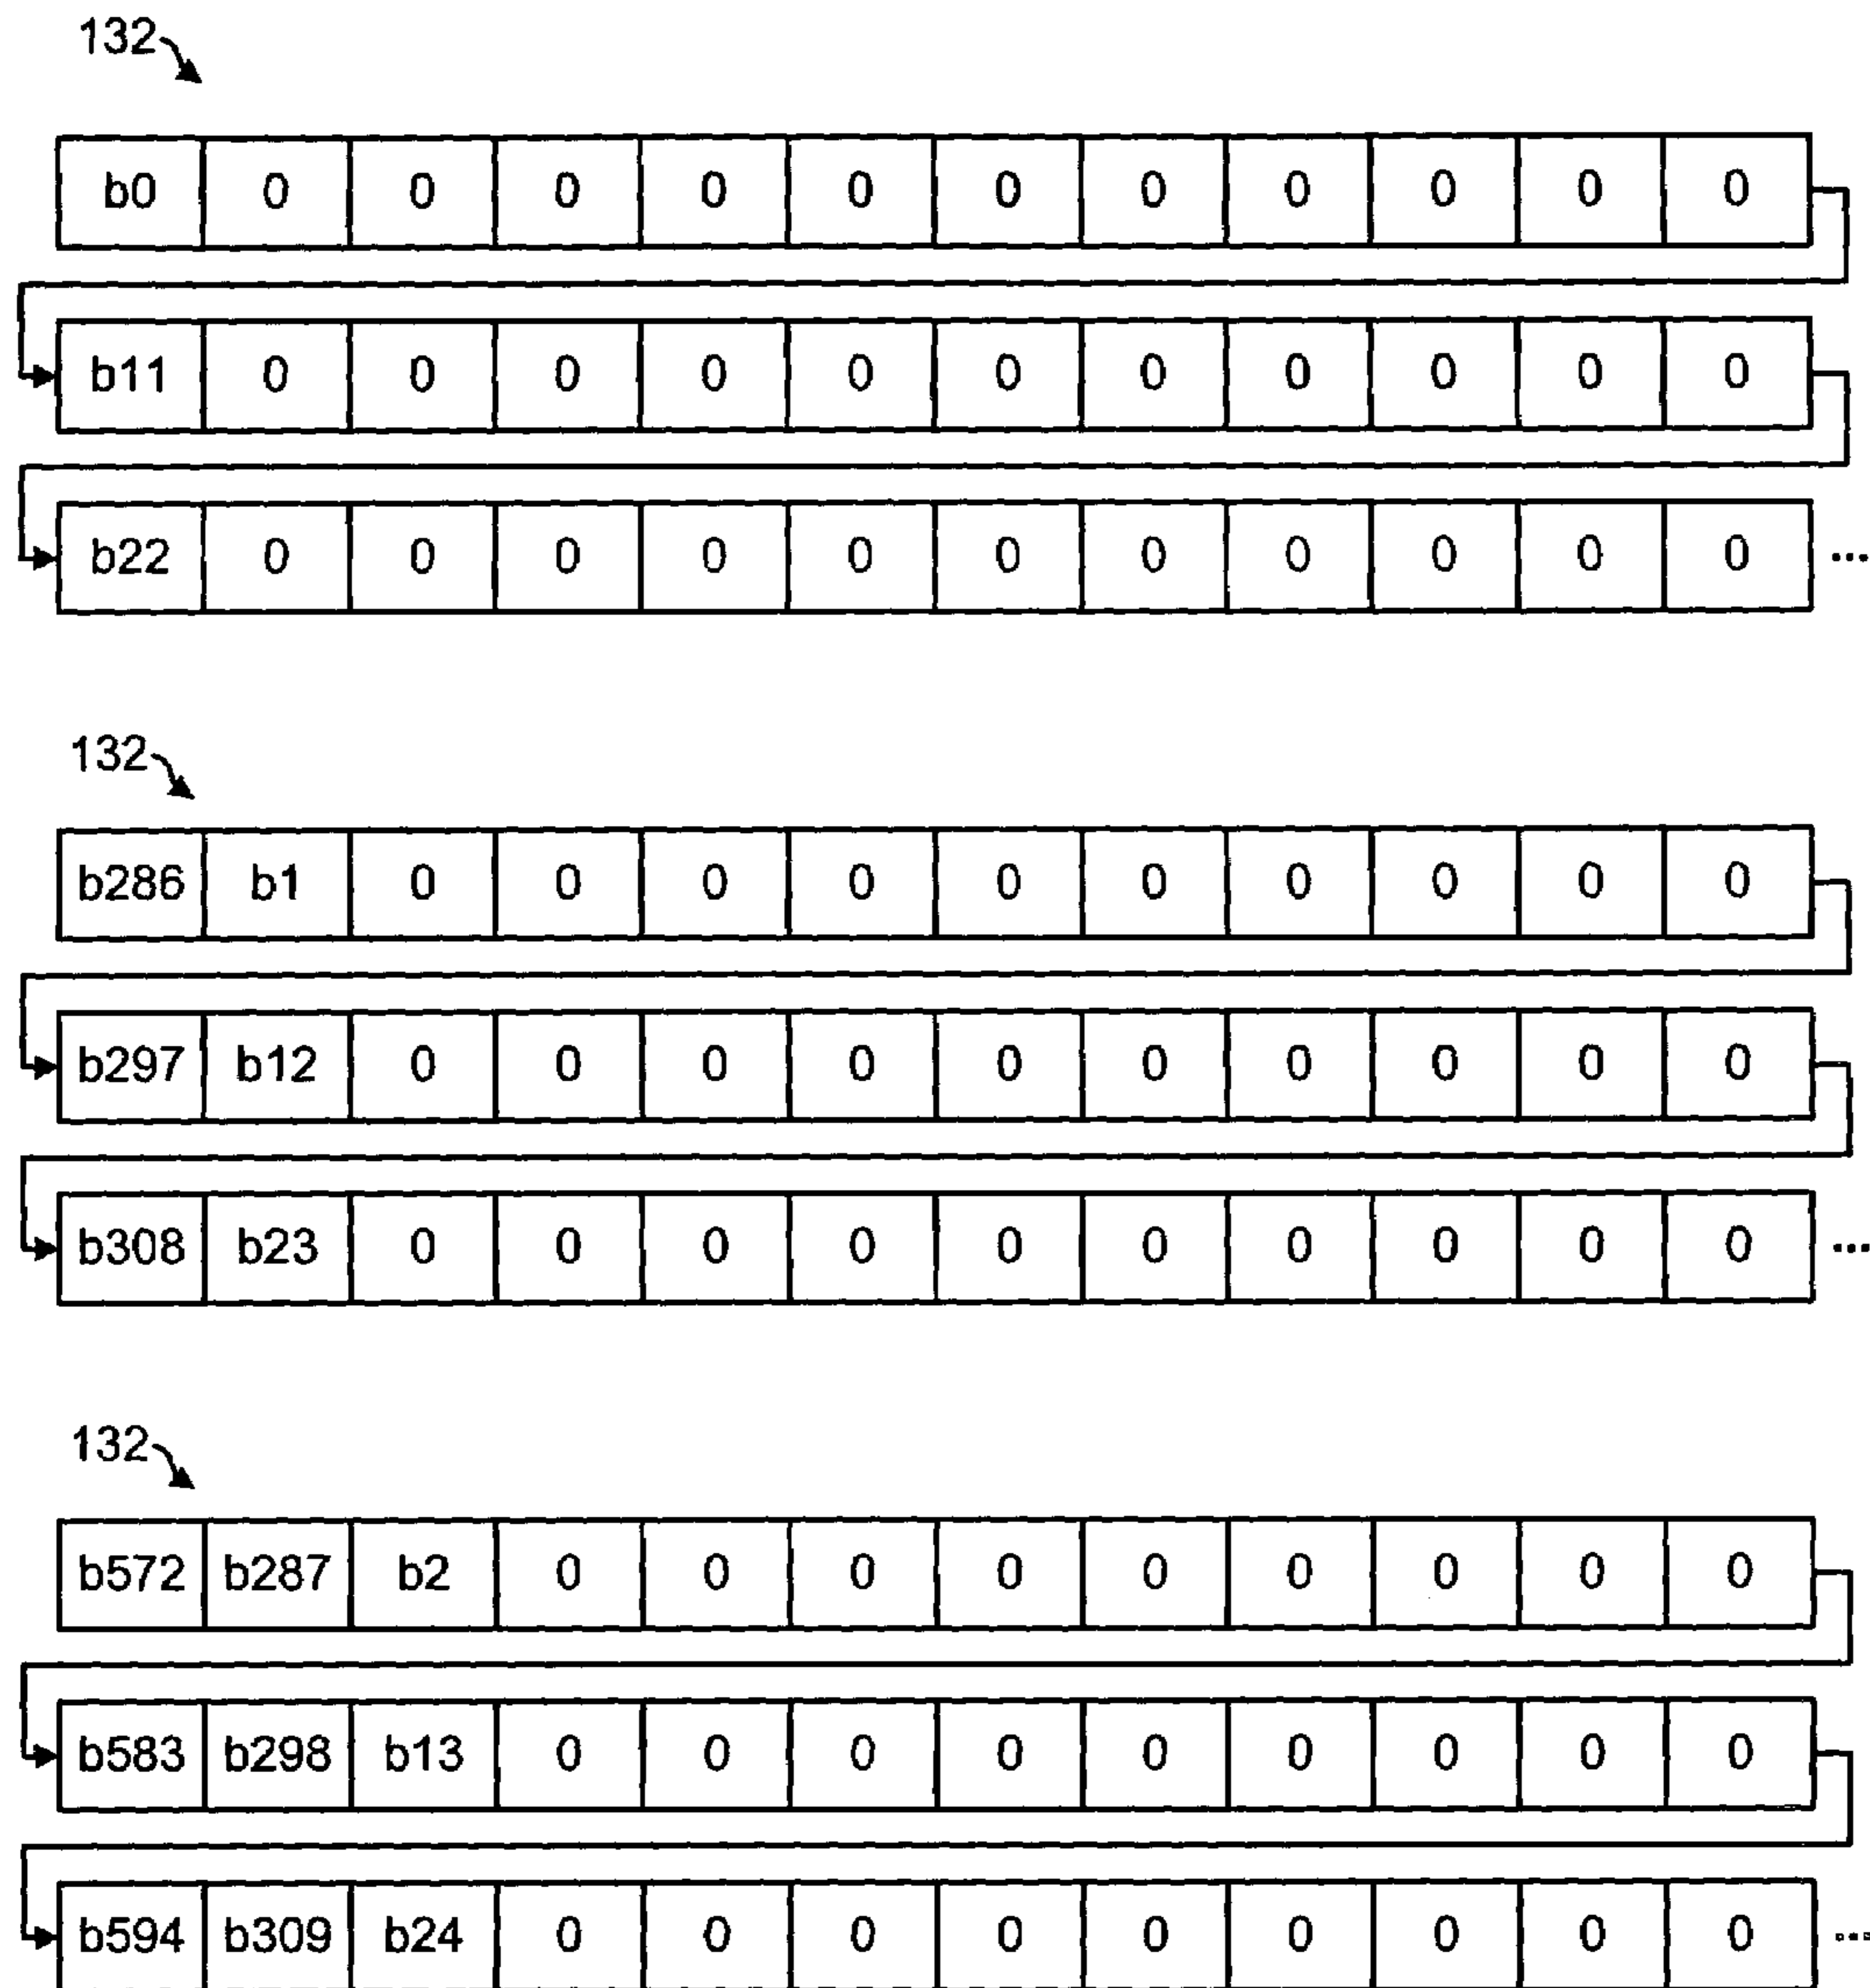 132
b0 0 0 0 0 0 0 0 0 0 0 0
b11 0 0 0 0 0 0 0 0 0 0 0
b22 0 0 0 0 0 0 0 0 0 0 0 ...
132
b286 b1 0 0 0 0 0 0 0 0 0 0
b297 b12 0 0 0 0 0 0 0 0 0 0
b308 b23 0 0 0 0 0 0 0 0 0 0 ...
132
b572 b287 b2 0 0 0 0 0 0 0 0 0
b583 b298 b13 0 0 0 0 0 0 0 0 0
b594 b309 b24 0 0 0 0 0 0 0 0 0 ...